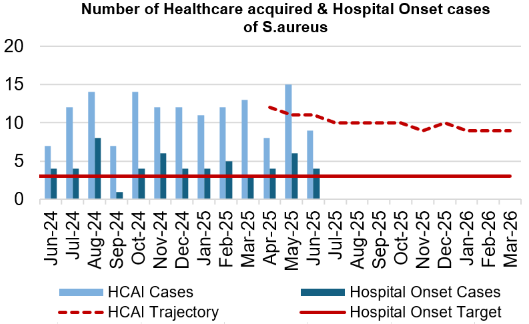 Number of Healthcare acquired & Hospital Onset cases
of S.aureus
20
15
10
5
0
Jun-24
Jul-24
Aug-24
Sep-24
Oct-24
Nov-24
Dec-24
Jan-25
Feb-25
Mar-25
Apr-25
May-25
Jun-25
Jul-25
Aug-25
Sep-25
Oct-25
Nov-25
Dec-25
Jan-26
Feb-26
Mar-26
HCAI Cases
Hospital Onset Cases
HCAI Trajectory
Hospital Onset Target